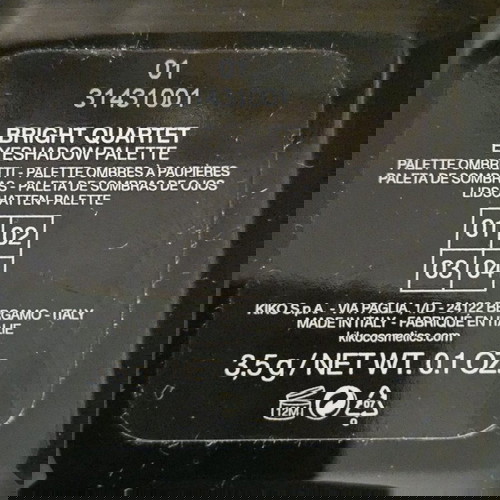 01
31431001
BRIGHT QUARTET
EYESHADOW PALETTE
PALETTE OMBRETTI - PALETTE OMBRES À PAUPIÈRES
PALETA DE SOMBRAS - PALETA DE SOMBRAS DE OJOS
LIDSCHATTEN-PALETTE
01 02
03 04
KIKO S.p.A. - VIA PAGLIA, 1/D - 24122 BERGAMO - ITALY
MADE IN ITALY - FABRIQUÉ EN ITALIE
kikocosmetics.com
3,5 g / NET WT. 0.1 OZ.
12M